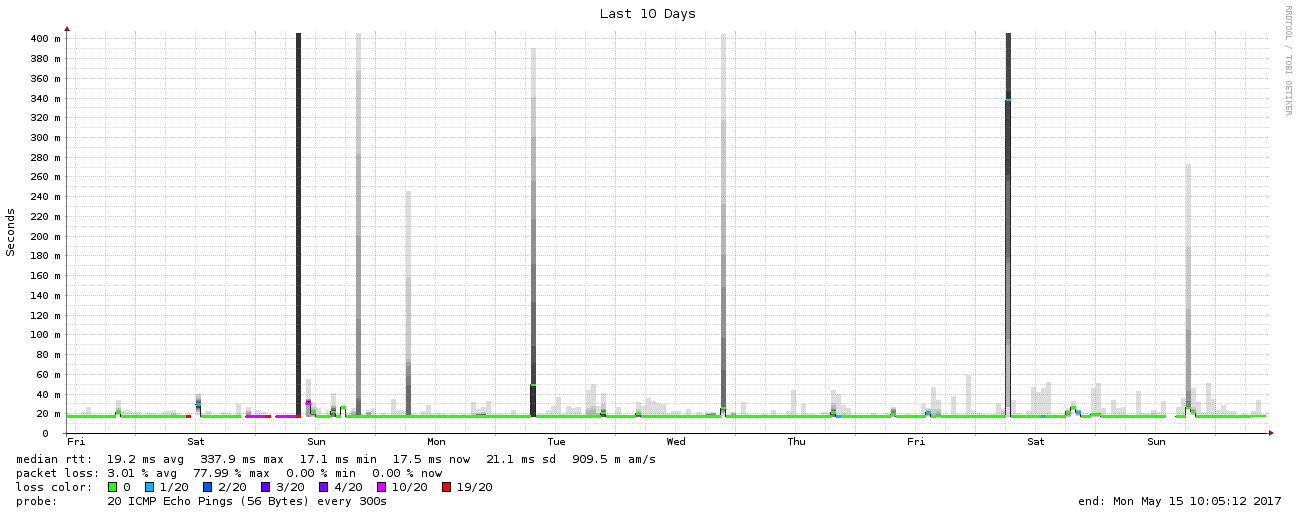 Last 10 Days
RRDTOOL / TOBI OETIKER
Seconds
400 m
380 m
360 m
340 m
320 m
300 m
280 m
260 m
240 m
220 m
200 m
180 m
160 m
140 m
120 m
100 m
80 m
60 m
40 m
20 m
0
Fri Sat Sun Mon Tue Wed Thu Fri Sat Sun
median rtt: 19.2 ms avg 337.9 ms max 17.1 ms min 17.5 ms now 21.1 ms sd 909.5 m am/s
packet loss: 3.01 % avg 77.99 % max 0.00 % min 0.00 % now
loss color: 0 1/20 2/20 3/20 4/20 10/20 19/20
probe: 20 ICMP Echo Pings (56 Bytes) every 300s end: Mon May 15 10:05:12 2017